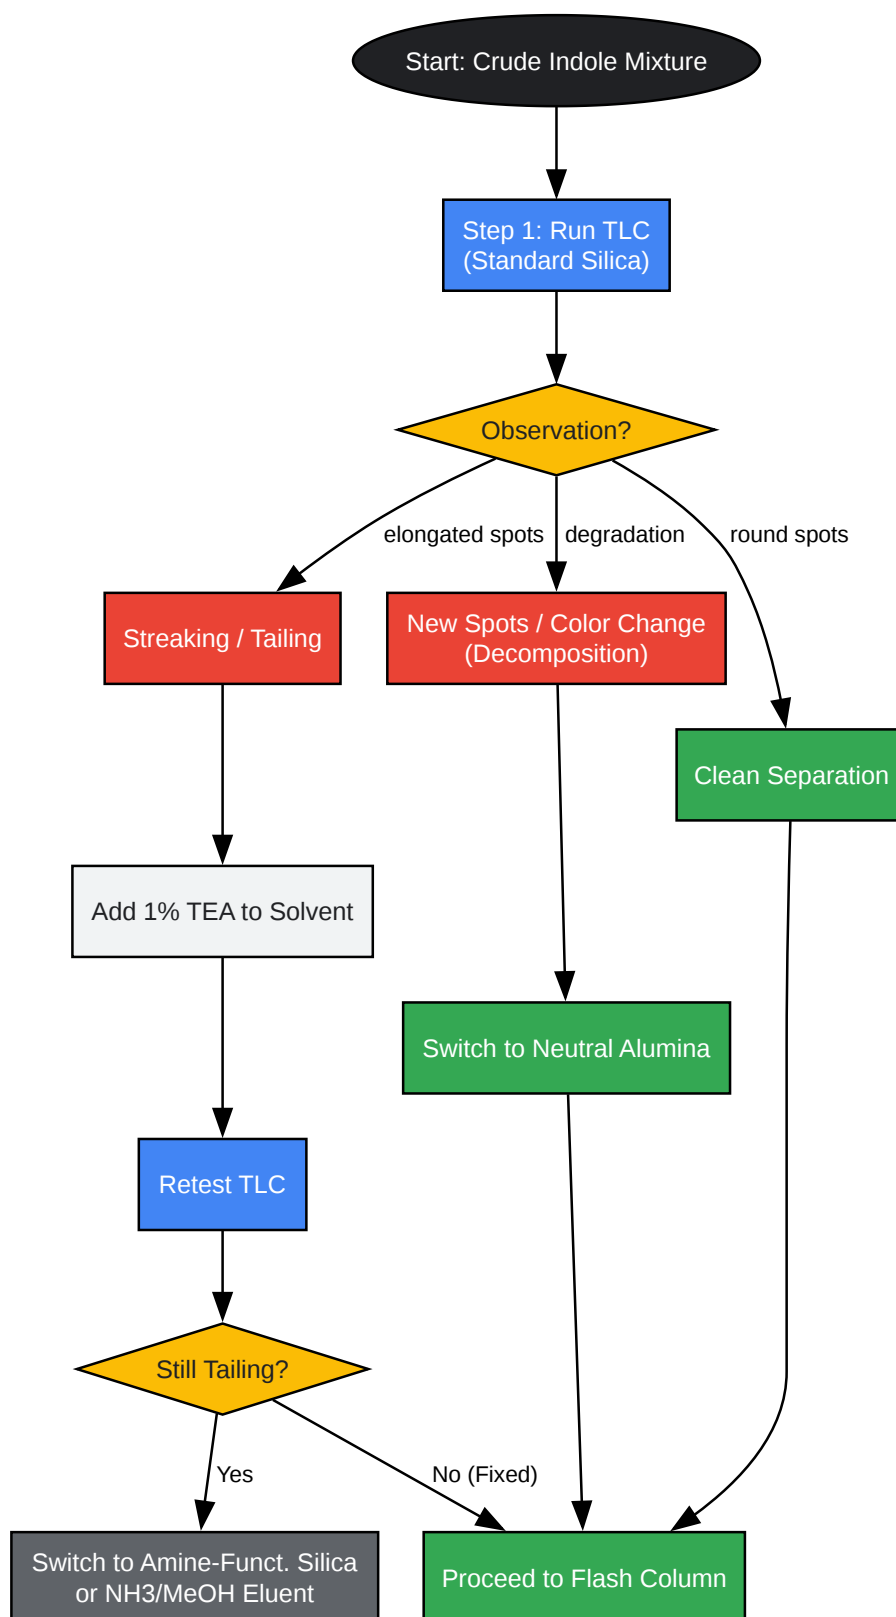 Start: Crude Indole Mixture
Step 1: Run TLC
(Standard Silica)
Observation?
elongated spots
degradation
round spots
Streaking / Tailing
New Spots / Color Change
(Decomposition)
Clean Separation
Add 1% TEA to Solvent
Switch to Neutral Alumina
Retest TLC
Still Tailing?
Yes
No (Fixed)
Switch to Amine-Funct. Silica
or NH3/MeOH Eluent
Proceed to Flash Column